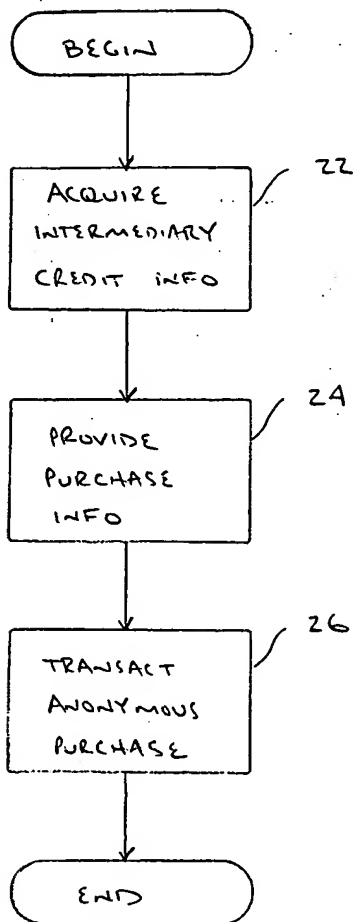 BEGIN
22
ACQUIRE
INTERMEDIARY
CREDIT INFO
24
PROVIDE
PURCHASE
INFO
26
TRANSACT
ANONYMOUS
PURCHASE
END